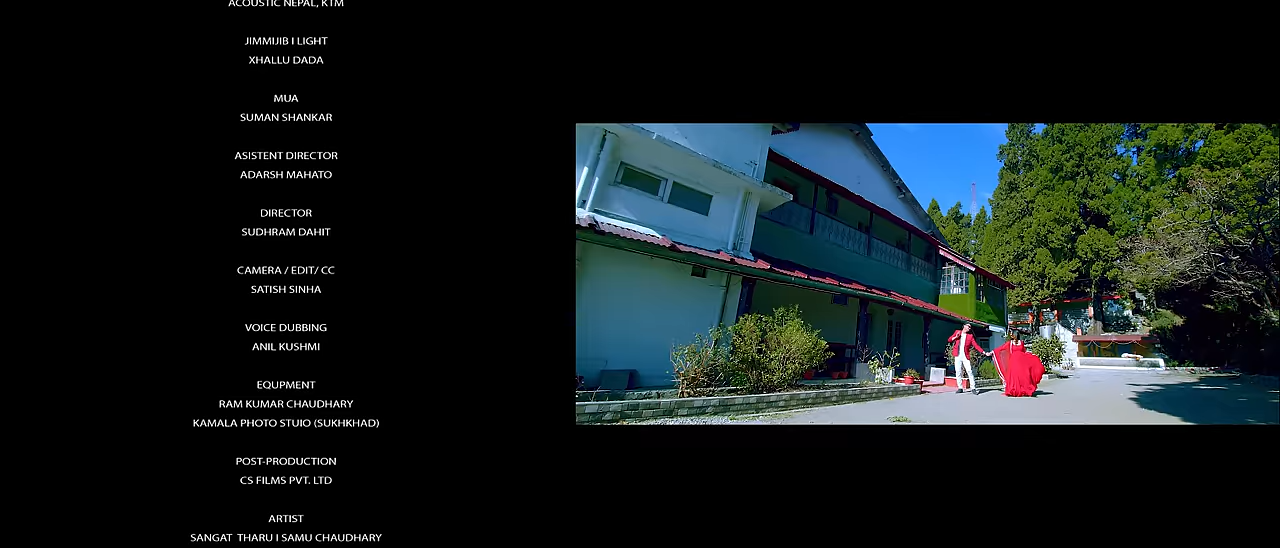 ACOUSTIC NEPAL, KTM
JIMMIJIB I LIGHT
XHALLU DADA
MUA
SUMAN SHANKAR
ASISTENT DIRECTOR
ADARSH MAHATO
DIRECTOR
SUDHRAM DAHIT
CAMERA / EDIT/ CC
SATISH SINHA
VOICE DUBBING
ANIL KUSHMI
EQUPMENT
RAM KUMAR CHAUDHARY
KAMALA PHOTO STUIO (SUKHKHAD)
POST-PRODUCTION
CS FILMS PVT. LTD
ARTIST
SANGAT THARU I SAMU CHAUDHARY